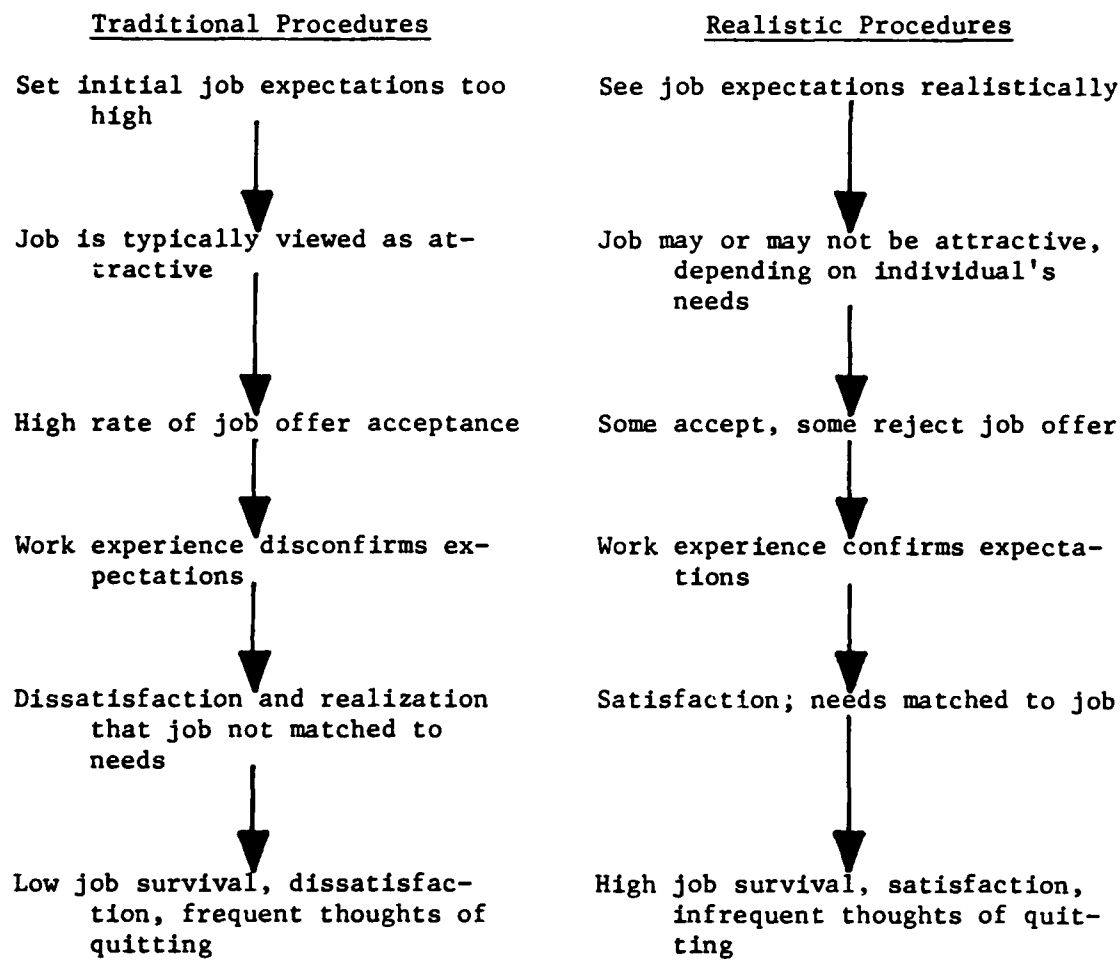 Traditional Procedures
Set initial job expectations too
high
Job is typically viewed as at-
tractive
High rate of job offer acceptance
Work experience disconfirms ex-
pectations
Dissatisfaction and realization
that job not matched to
needs
Low job survival, dissatisfac-
tion, frequent thoughts of
quitting
Realistic Procedures
See job expectations realistically
Job may or may not be attractive,
depending on individual's
needs
Some accept, some reject job offer
Work experience confirms expecta-
tions
Satisfaction; needs matched to job
High job survival, satisfaction,
infrequent thoughts of quit-
ting